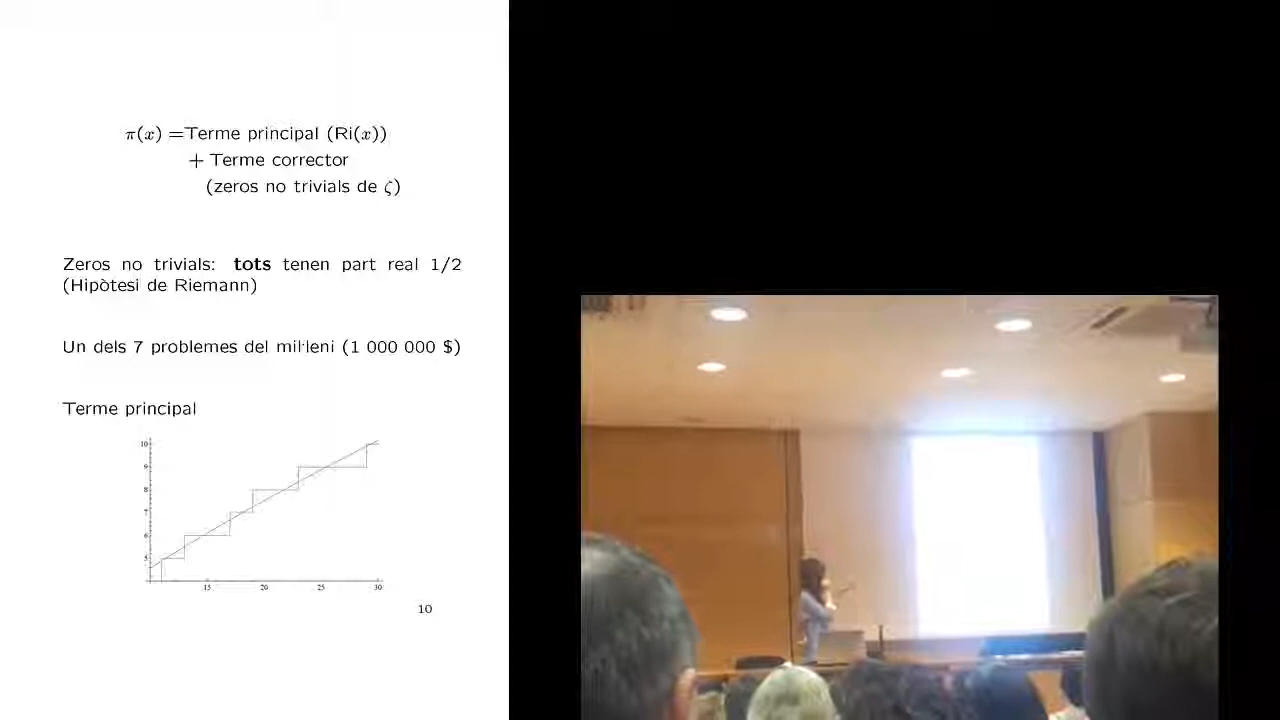 π(x) =Terme principal (Ri(x))
+ Terme corrector
(zeros no trivials de ζ)
Zeros no trivials: tots tenen part real 1/2
(Hipòtesi de Riemann)
Un dels 7 problemes del mil·leni (1 000 000 $)
Terme principal
10
9
8
7
6
5
15 20 25 30
10